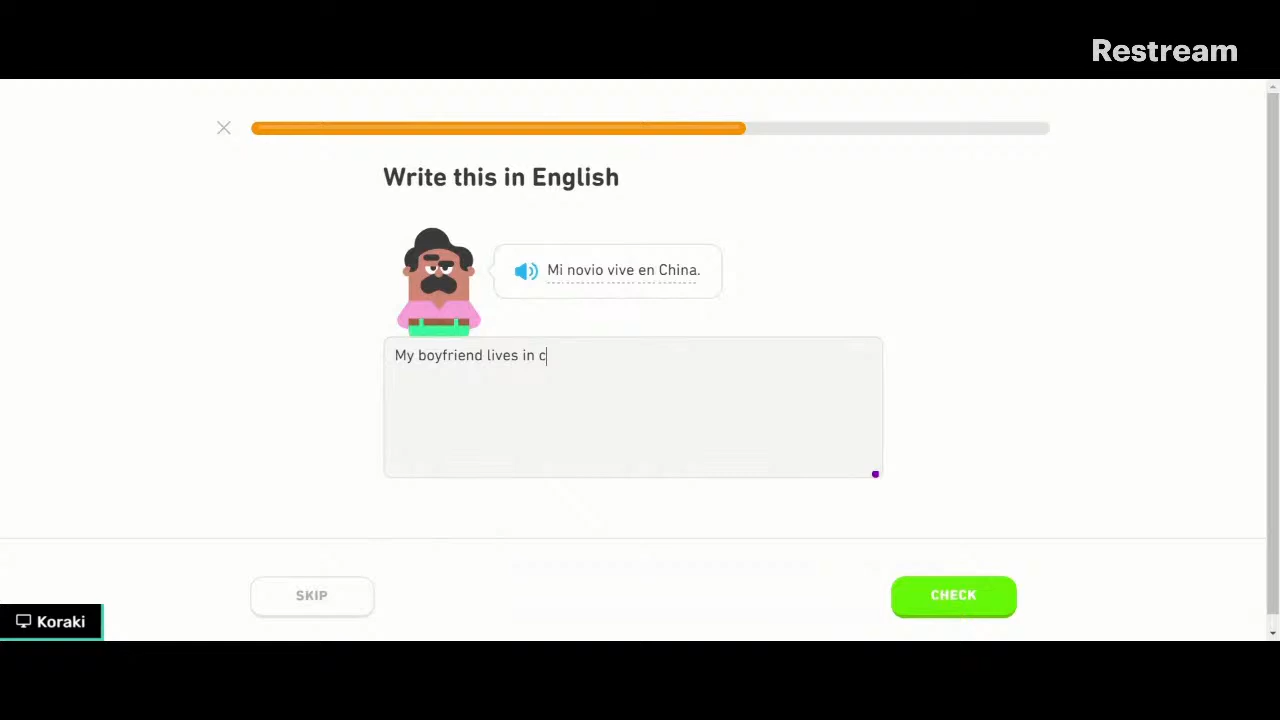 Restream
Write this in English
Mi novio vive en China.
My boyfriend lives in c
SKIP
CHECK
Koraki